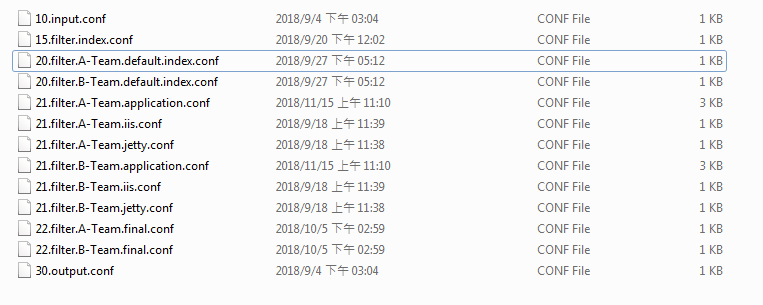 10.input.conf 2018/9/4 下午 03:04 CONF File 1 KB
15.filter.index.conf 2018/9/20 下午 12:02 CONF File 1 KB
20.filter.A-Team.default.index.conf 2018/9/27 下午 05:12 CONF File 1 KB
20.filter.B-Team.default.index.conf 2018/9/27 下午 05:12 CONF File 1 KB
21.filter.A-Team.application.conf 2018/11/15 上午 11:10 CONF File 3 KB
21.filter.A-Team.iis.conf 2018/9/18 上午 11:39 CONF File 1 KB
21.filter.A-Team.jetty.conf 2018/9/18 上午 11:38 CONF File 1 KB
21.filter.B-Team.application.conf 2018/11/15 上午 11:10 CONF File 3 KB
21.filter.B-Team.iis.conf 2018/9/18 上午 11:39 CONF File 1 KB
21.filter.B-Team.jetty.conf 2018/9/18 上午 11:38 CONF File 1 KB
22.filter.A-Team.final.conf 2018/10/5 下午 02:59 CONF File 1 KB
22.filter.B-Team.final.conf 2018/10/5 下午 02:59 CONF File 1 KB
30.output.conf 2018/9/4 下午 03:04 CONF File 1 KB